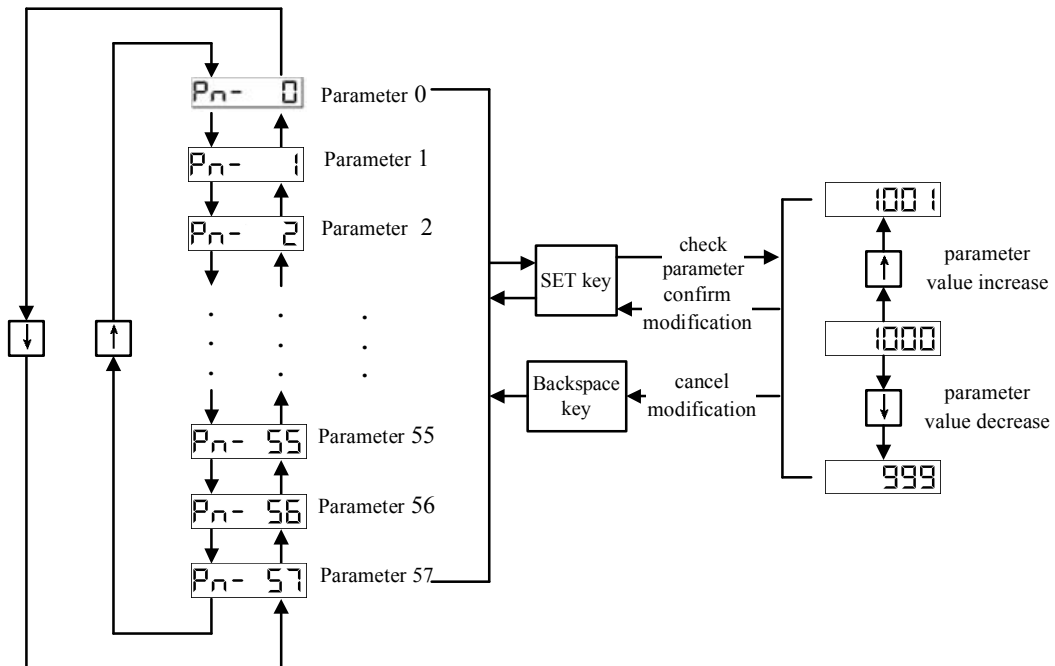 Pn- 0 Parameter 0
Pn- 1 Parameter 1
Pn- 2 Parameter 2
Pn- 55 Parameter 55
Pn- 56 Parameter 56
Pn- 57 Parameter 57
↓
↑
SET key
check
parameter
confirm
modification
Backspace
key
cancel
modification
1001
↑
parameter
value increase
1000
↓
parameter
value decrease
999